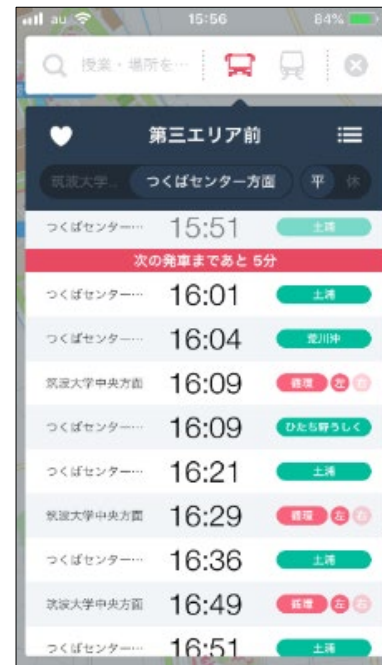 au 15:56 84%
授業・場所を…
第三エリア前
筑波大学… つくばセンター方面 平 休
つくばセンター… 15:51 土浦
次の発車まであと 5分
つくばセンター… 16:01 土浦
つくばセンター… 16:04 荒川沖
筑波大学中央方面 16:09 循環 左 右
つくばセンター… 16:09 ひたち野うしく
つくばセンター… 16:21 土浦
筑波大学中央方面 16:29 循環 左 右
つくばセンター… 16:36 土浦
筑波大学中央方面 16:49 循環 左 右
つくばセンター… 16:51 土浦